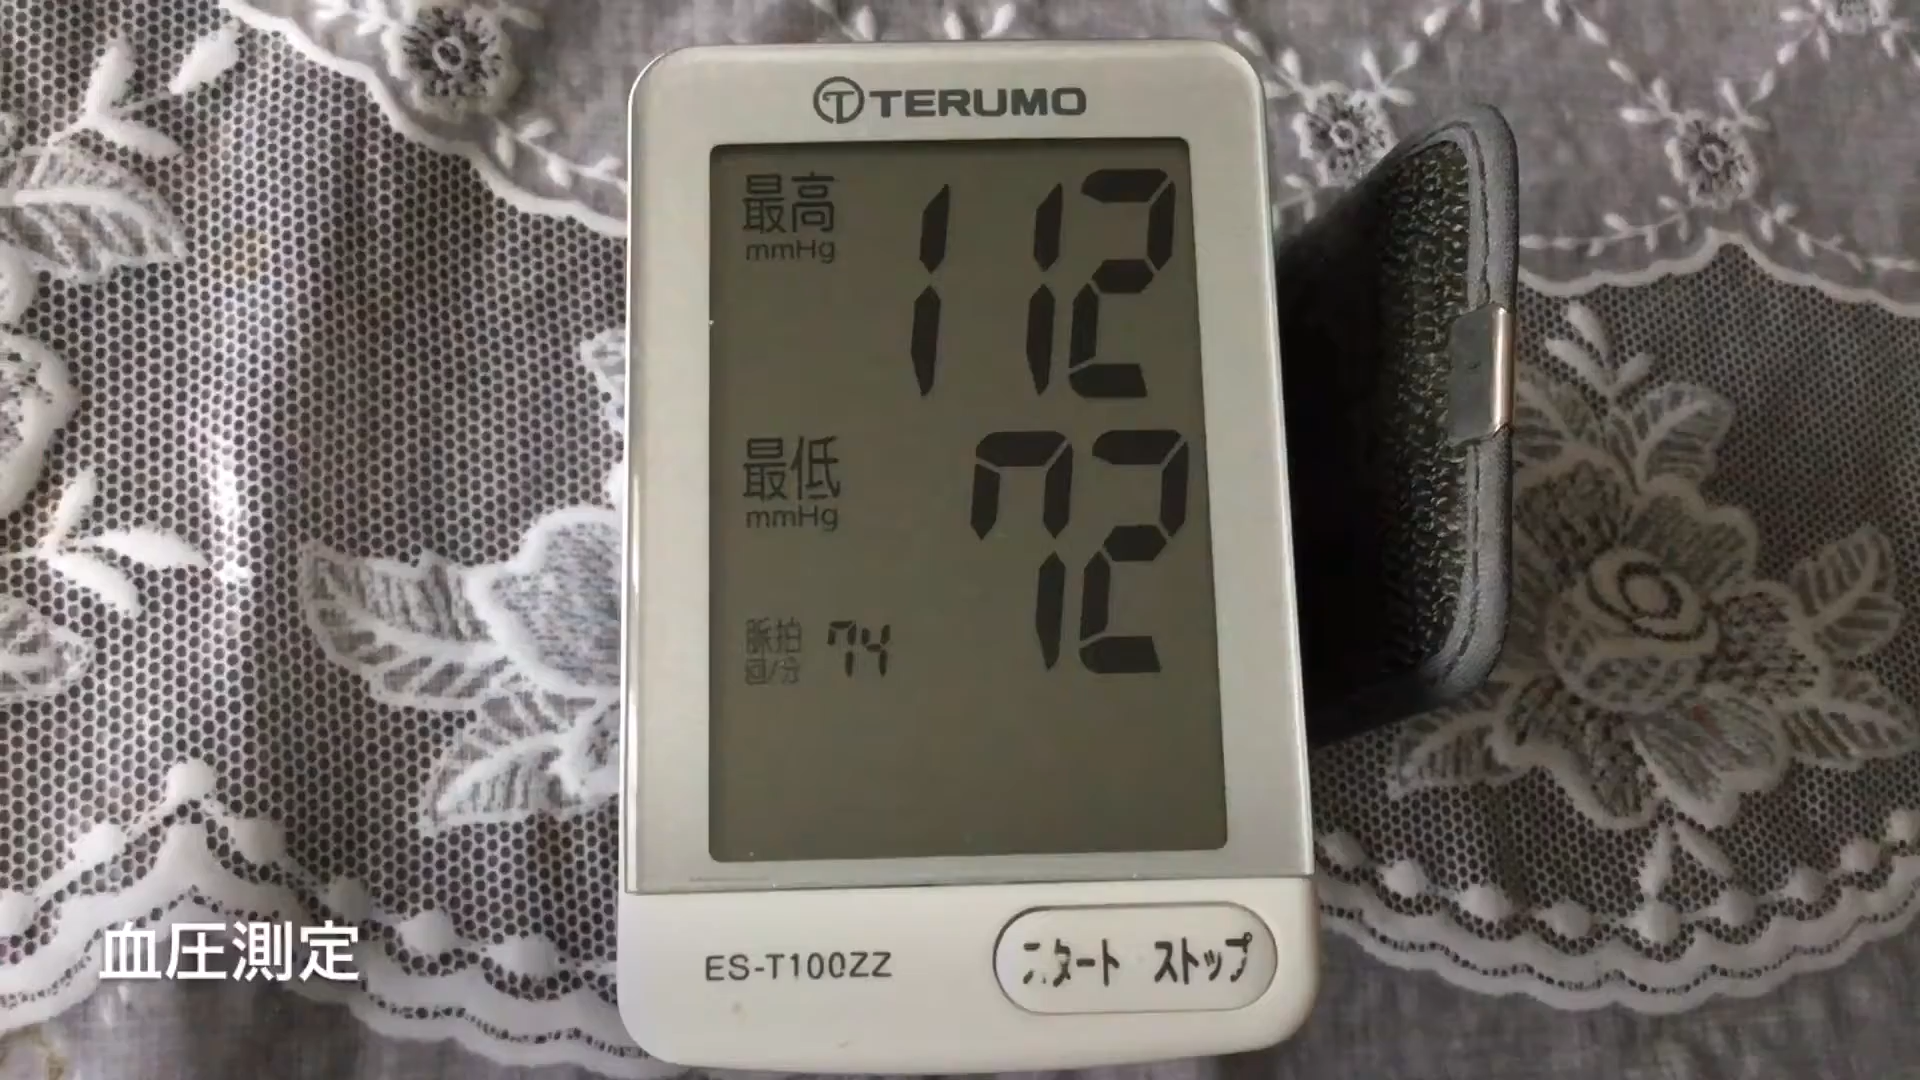 TERUMO
最高
mmHg
112
最低
mmHg
72
脈拍
回/分
74
ES-T100ZZ
スタート ストップ
血圧測定